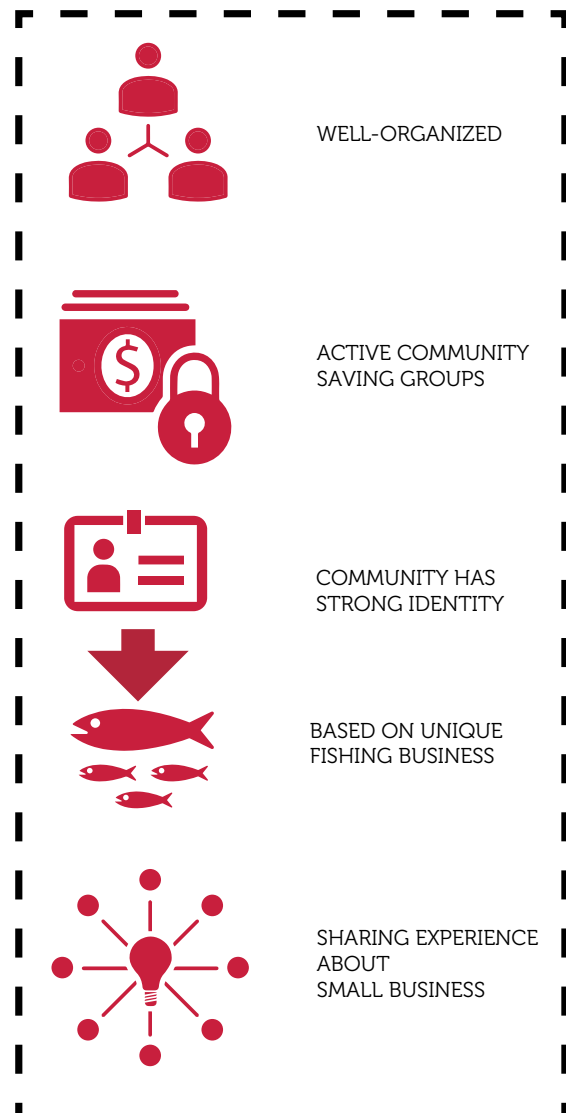 WELL-ORGANIZED
$
ACTIVE COMMUNITY
SAVING GROUPS
COMMUNITY HAS
STRONG IDENTITY
BASED ON UNIQUE
FISHING BUSINESS
SHARING EXPERIENCE
ABOUT
SMALL BUSINESS